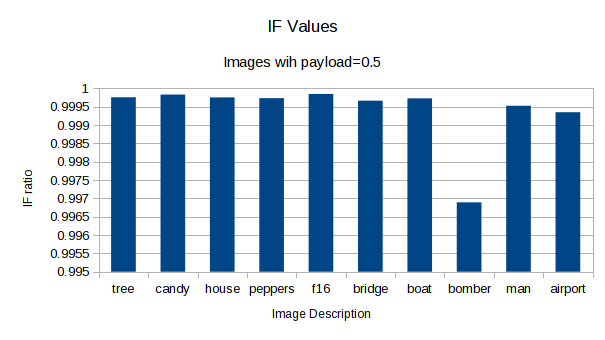 IF Values
Images wih payload=0.5
1
0.9995
0.999
0.9985
0.998
0.9975
0.997
0.9965
0.996
0.9955
0.995
IF ratio
tree candy house peppers f16 bridge boat bomber man airport
Image Description